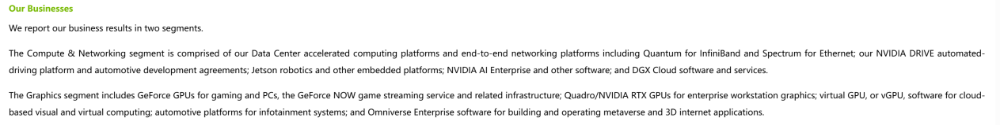 Our Businesses
We report our business results in two segments.
The Compute & Networking segment is comprised of our Data Center accelerated computing platforms and end-to-end networking platforms including Quantum for InfiniBand and Spectrum for Ethernet; our NVIDIA DRIVE automated-
driving platform and automotive development agreements; Jetson robotics and other embedded platforms; NVIDIA AI Enterprise and other software; and DGX Cloud software and services.
The Graphics segment includes GeForce GPUs for gaming and PCs, the GeForce NOW game streaming service and related infrastructure; Quadro/NVIDIA RTX GPUs for enterprise workstation graphics; virtual GPU, or vGPU, software for cloud-
based visual and virtual computing; automotive platforms for infotainment systems; and Omniverse Enterprise software for building and operating metaverse and 3D internet applications.